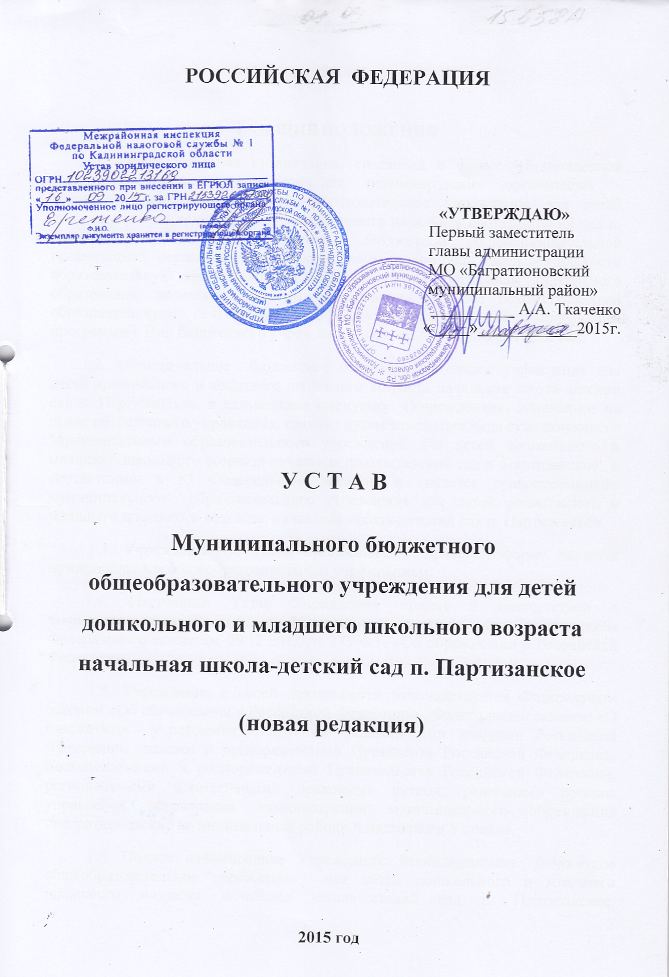 РОССИЙСКАЯ ФЕДЕРАЦИЯ
Межрайонная инспекция
Федеральной налоговой службы № 1
по Калининградской области
Устав юридического лица
ОГРН 1023902213169
представленного при внесении в ЕГРЮЛ записи
«16» 09 2015 г. за ГРН
Уполномоченное лицо регистрирующего органа
Ф.И.О.
Экземпляр документа хранится в регистрирующем органе
«УТВЕРЖДАЮ»
Первый заместитель
главы администрации
МО «Багратионовский
муниципальный район»
А.А. Ткаченко
марта 2015г.
У С Т А В
Муниципального бюджетного
общеобразовательного учреждения для детей
дошкольного и младшего школьного возраста
начальная школа-детский сад п. Партизанское
(новая редакция)
2015 год